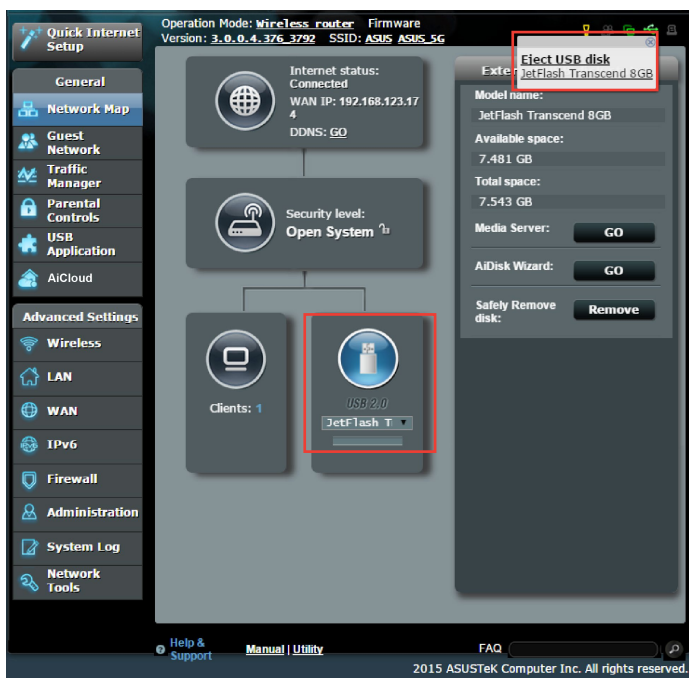 Quick Internet
Setup
Operation Mode: Wireless router Firmware
Version: 3.0.0.4.376_3792 SSID: ASUS ASUS_5G
General
Network Map
Guest
Network
Traffic
Manager
Parental
Controls
USB
Application
AiCloud
Advanced Settings
Wireless
LAN
WAN
IPv6
Firewall
Administration
System Log
Network
Tools
Internet status:
Connected
WAN IP: 192.168.123.17
4
DDNS: GO
Security level:
Open System
Clients: 1
USB 2.0
JetFlash T
Exter
Eject USB disk
JetFlash Transcend 8GB
Model name:
JetFlash Transcend 8GB
Available space:
7.481 GB
Total space:
7.543 GB
Media Server: GO
AiDisk Wizard: GO
Safely Remove
disk: Remove
Help &
Support
Manual | Utility
FAQ
2015 ASUSTeK Computer Inc. All rights reserved.